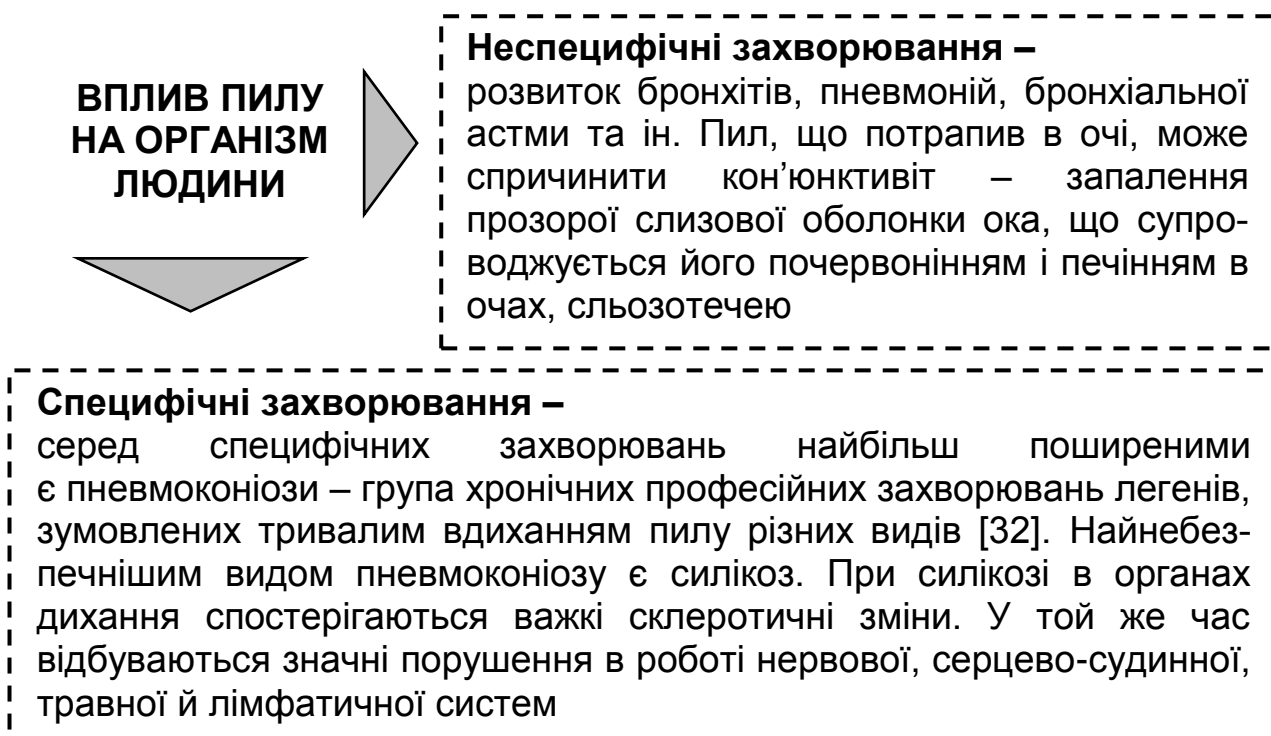 ВПЛИВ ПИЛУ
НА ОРГАНІЗМ
ЛЮДИНИ
Неспецифічні захворювання –
розвиток бронхітів, пневмоній, бронхіальної
астми та ін. Пил, що потрапив в очі, може
спричинити кон’юнктивіт – запалення
прозорої слизової оболонки ока, що супро-
воджується його почервонінням і печінням в
очах, сльозотечею
Специфічні захворювання –
серед специфічних захворювань найбільш поширеними
є пневмоконіози – група хронічних професійних захворювань легенів,
зумовлених тривалим вдиханням пилу різних видів [32]. Найнебез-
печнішим видом пневмоконіозу є силікоз. При силікозі в органах
дихання спостерігаються важкі склеротичні зміни. У той же час
відбуваються значні порушення в роботі нервової, серцево-судинної,
травної й лімфатичної систем